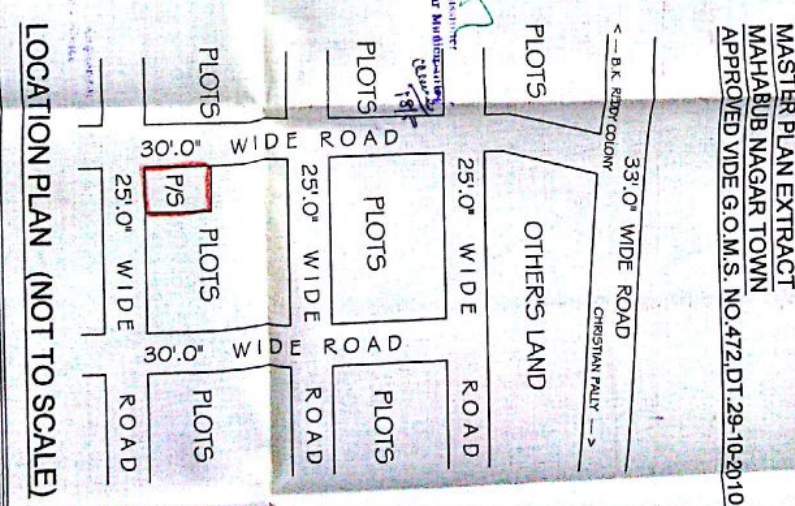 MASTER PLAN EXTRACT
MAHABUB NAGAR TOWN
APPROVED VIDE G.O.M.S. NO.472,DT.29-10-2010
33'.0" WIDE ROAD
<--- B.K. REDDY COLONY
CHRISTIAN PALLY --->
PLOTS
OTHER'S LAND
25'.0" WIDE ROAD
PLOTS
PLOTS
PLOTS
30'.0" WIDE ROAD
30'.0" WIDE ROAD
25'.0" WIDE ROAD
PLOTS
P/S
PLOTS
PLOTS
25'.0" WIDE ROAD
LOCATION PLAN (NOT TO SCALE)